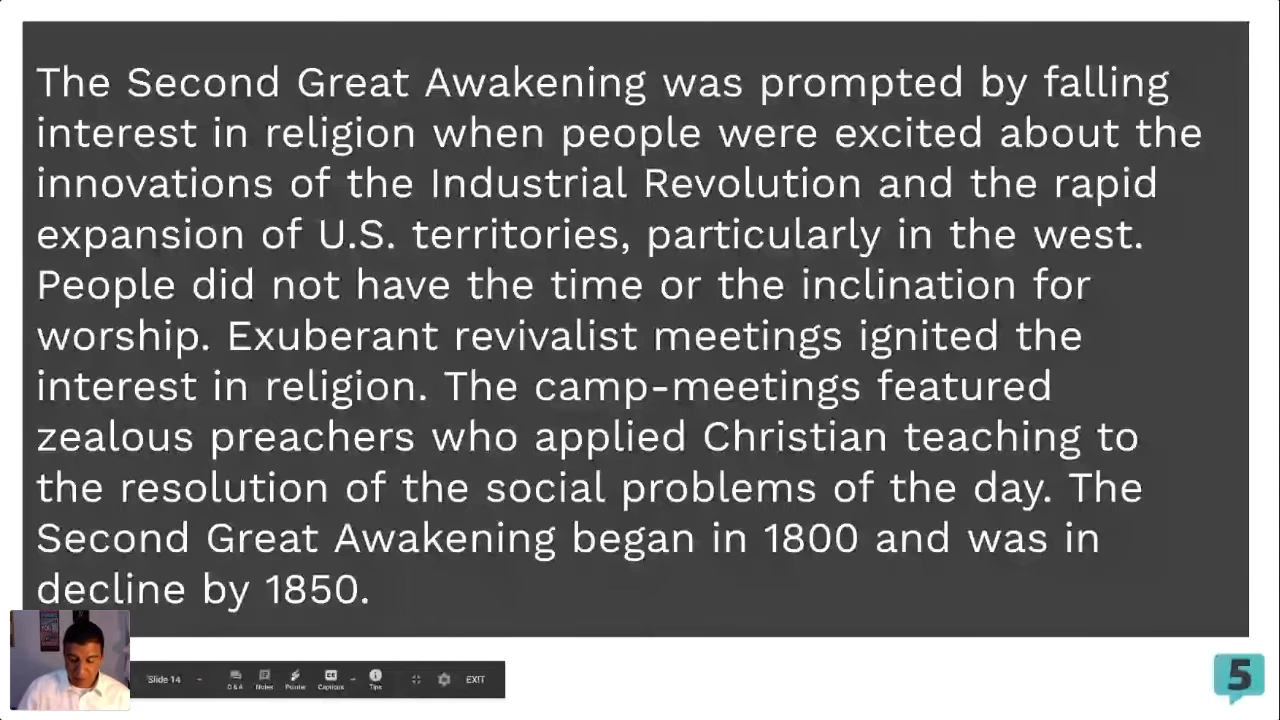 The Second Great Awakening was prompted by falling
interest in religion when people were excited about the
innovations of the Industrial Revolution and the rapid
expansion of U.S. territories, particularly in the west.
People did not have the time or the inclination for
worship. Exuberant revivalist meetings ignited the
interest in religion. The camp-meetings featured
zealous preachers who applied Christian teaching to
the resolution of the social problems of the day. The
Second Great Awakening began in 1800 and was in
decline by 1850.
Slide 14 Q & A Notes Pointer Captions Tips EXIT
5